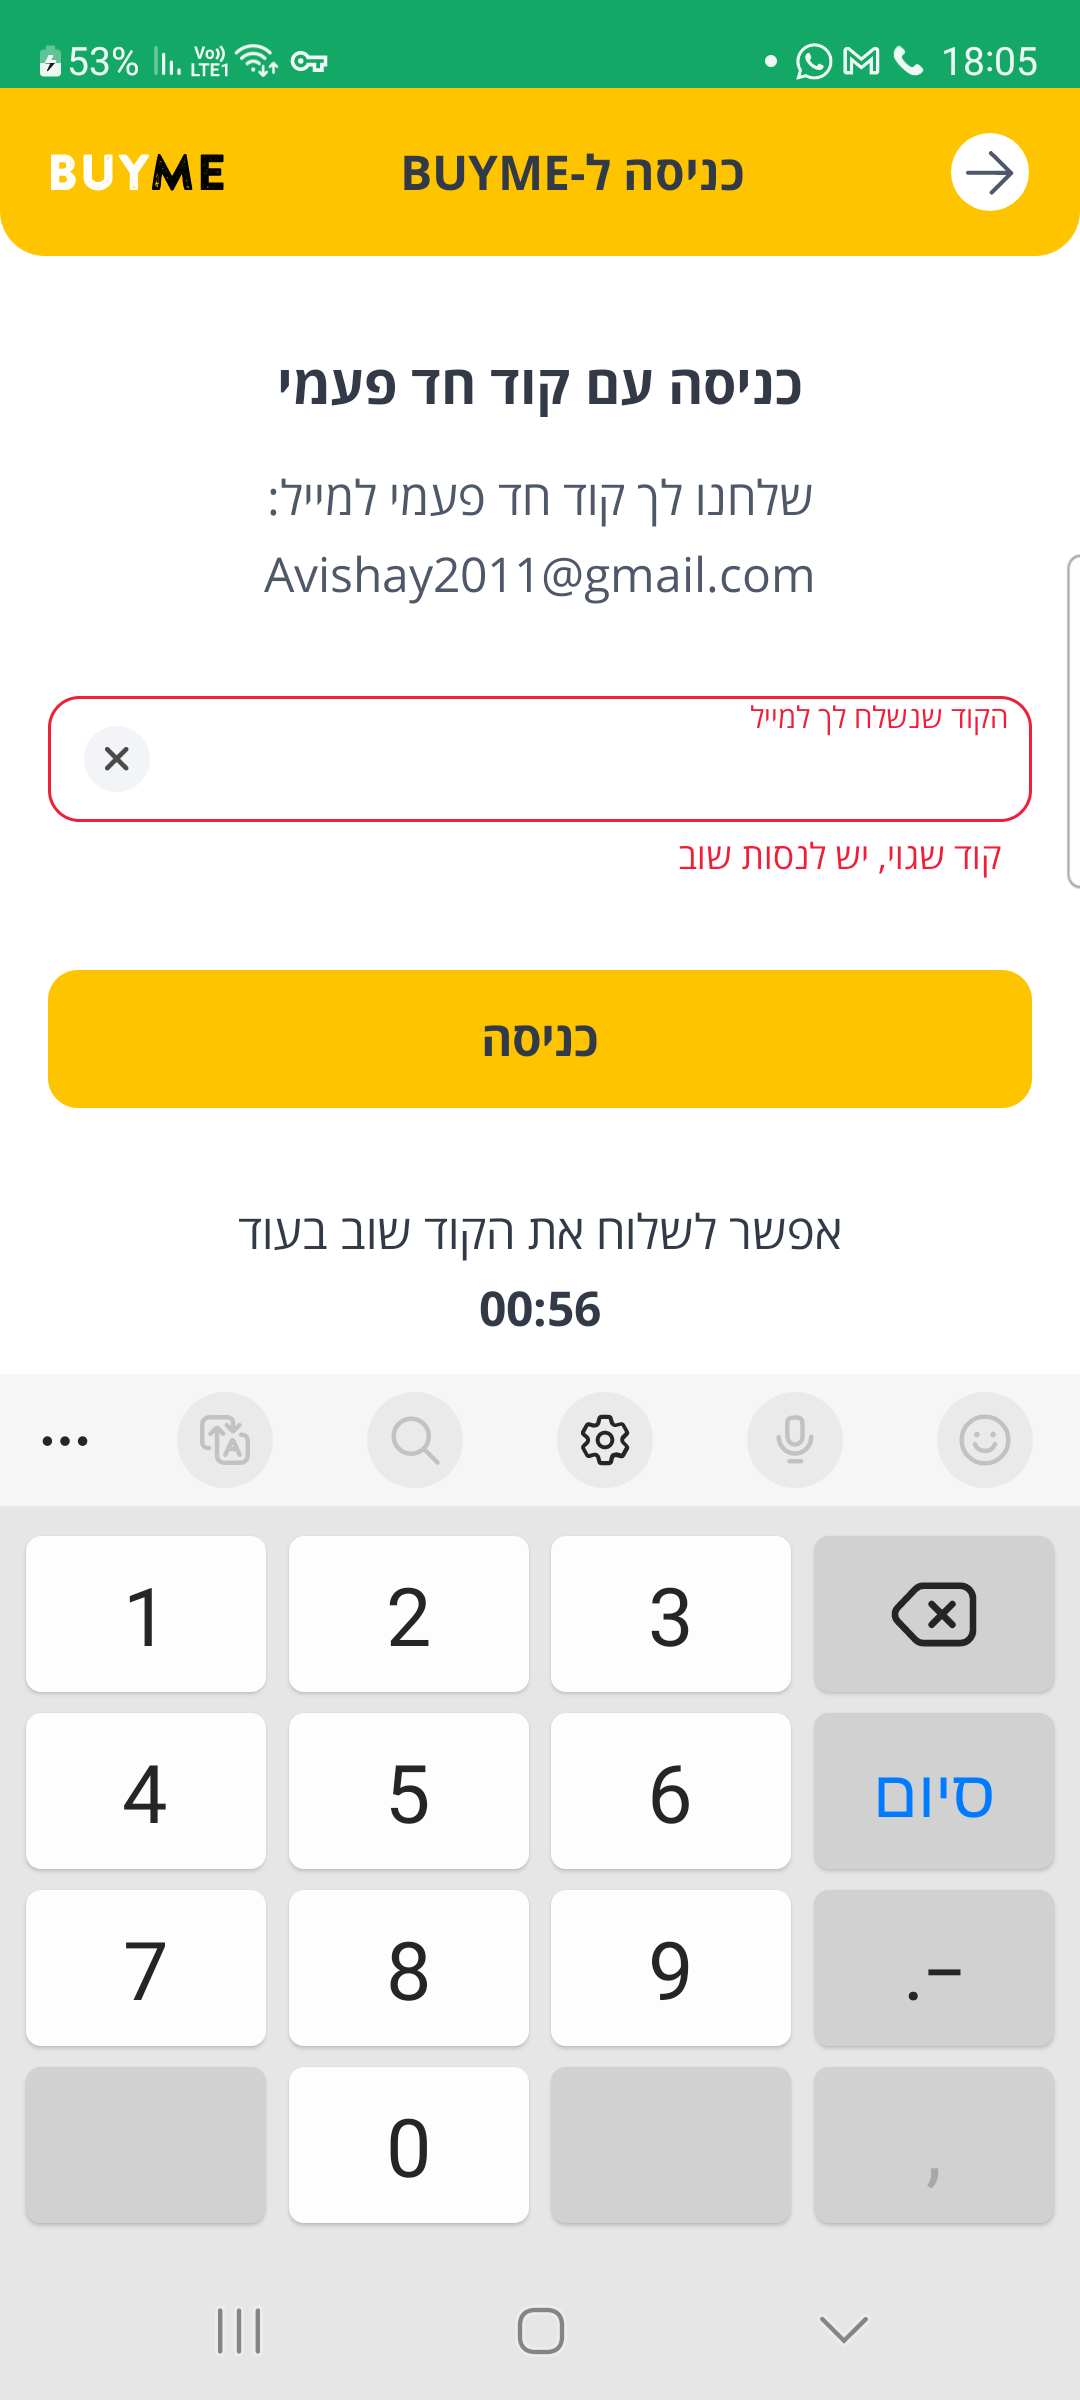 53% Vo)) LTE1 18:05
BUYME כניסה ל-BUYME
כניסה עם קוד חד פעמי
שלחנו לך קוד חד פעמי למייל:
Avishay2011@gmail.com
הקוד שנשלח לך למייל
קוד שגוי, יש לנסות שוב
כניסה
אפשר לשלוח את הקוד שוב בעוד
00:56
1 2 3
4 5 6 סיום
7 8 9 .-
0 ,